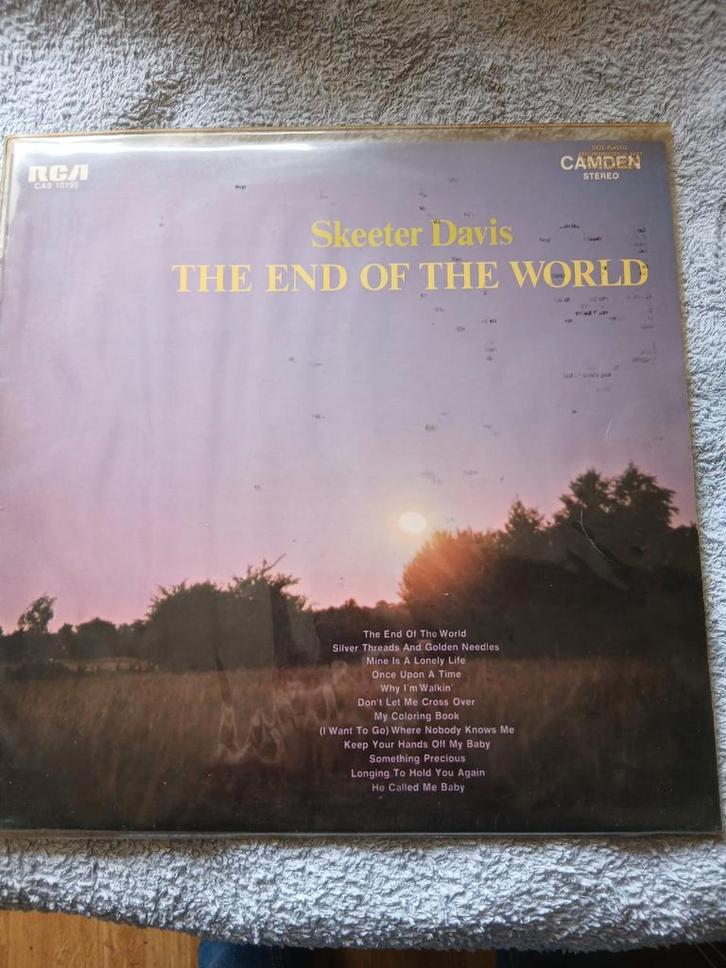 RCA
CAS 10193
CAMDEN
STEREO
Skeeter Davis
THE END OF THE WORLD
The End Of The World
Silver Threads And Golden Needles
Mine Is A Lonely Life
Once Upon A Time
Why I'm Walkin'
Don't Let Me Cross Over
My Coloring Book
(I Want To Go) Where Nobody Knows Me
Keep Your Hands Off My Baby
Something Precious
Longing To Hold You Again
He Called Me Baby